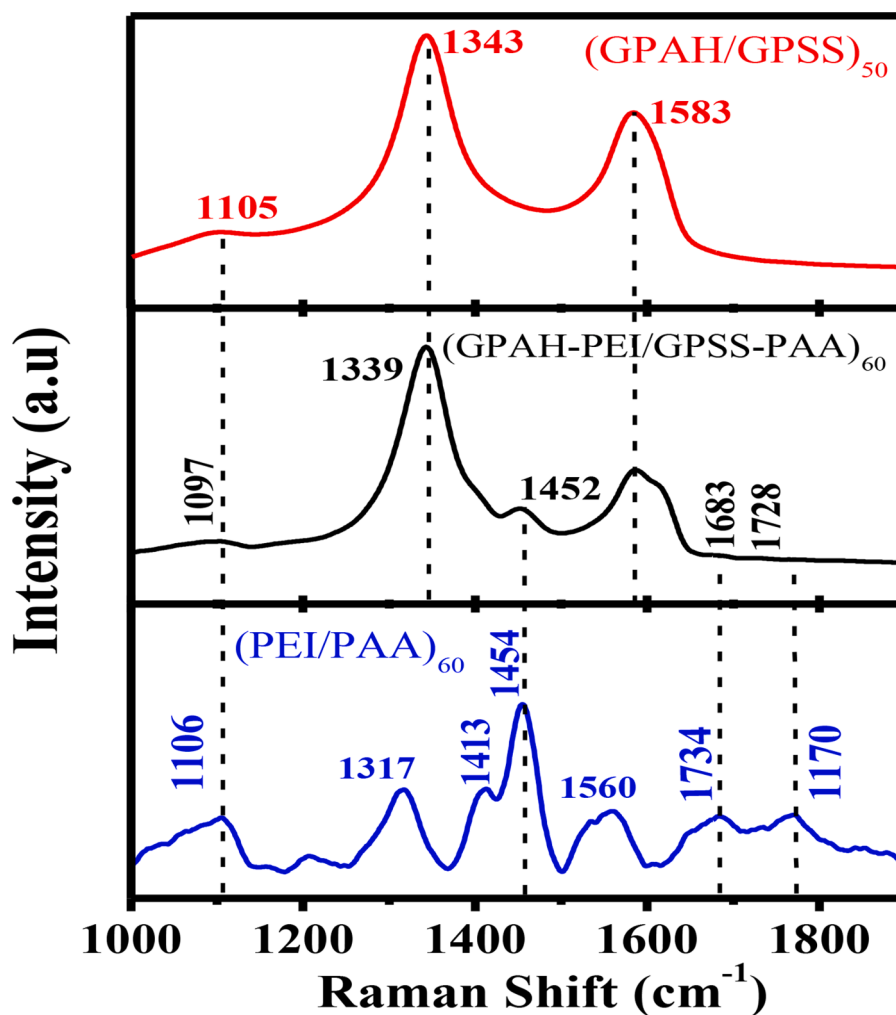 Intensity (a.u)
(GPAH/GPSS)50
1343
1583
1105
(GPAH-PEI/GPSS-PAA)60
1339
1097
1452
1683
1728
(PEI/PAA)60
1106
1317
1413
1454
1560
1734
1170
1000 1200 1400 1600 1800
Raman Shift (cm-1)